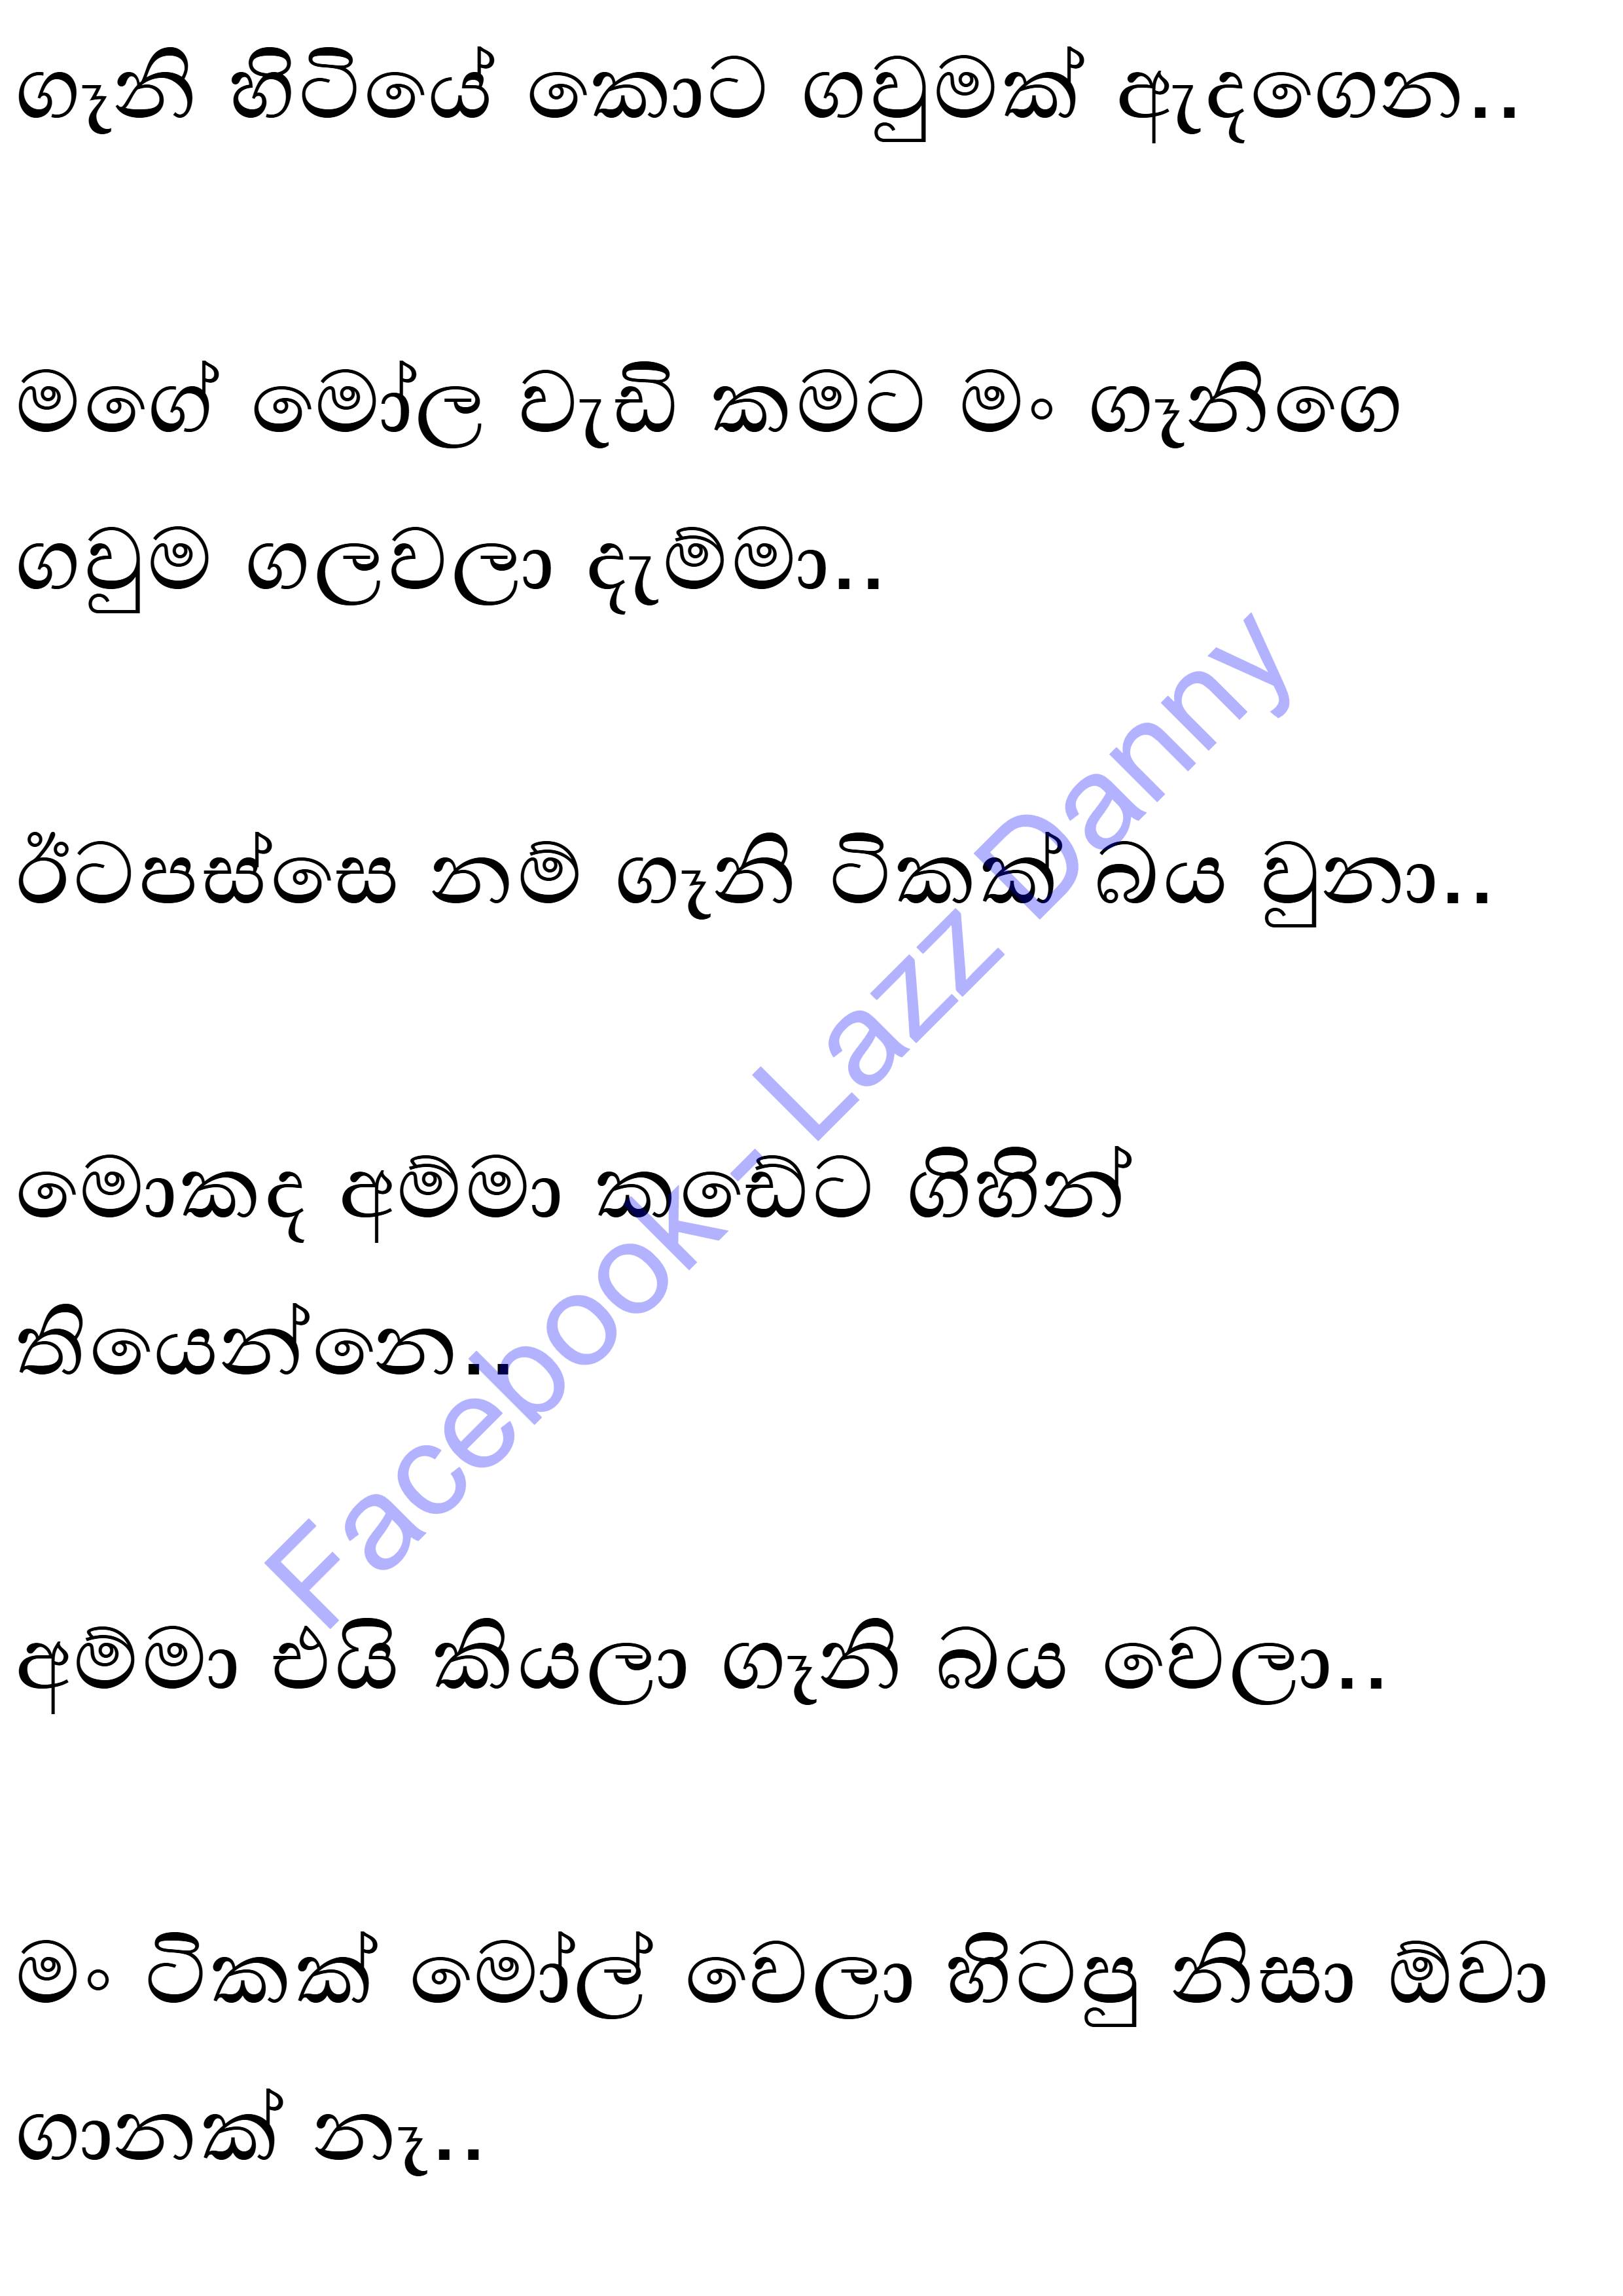 ගෑනි හිටියේ කොට ගවුමක් ඇදගෙන..
මගේ මෝල වැඩි කමට මං ගෑනිගෙ
ගවුම ගලවලා දැම්මා..
ඊටපස්සෙ නම් ගෑනි ටිකක් බය වුනා..
මොකද අම්මා කඩේට ගිහින්
තියෙන්නෙ..
අම්මා එයි කියලා ගෑනි බය වෙලා..
මං ටිකක් මෝල් වෙලා හිටපු නිසා ඕවා
ගානක් නෑ..
Facebook- Lazz Danny